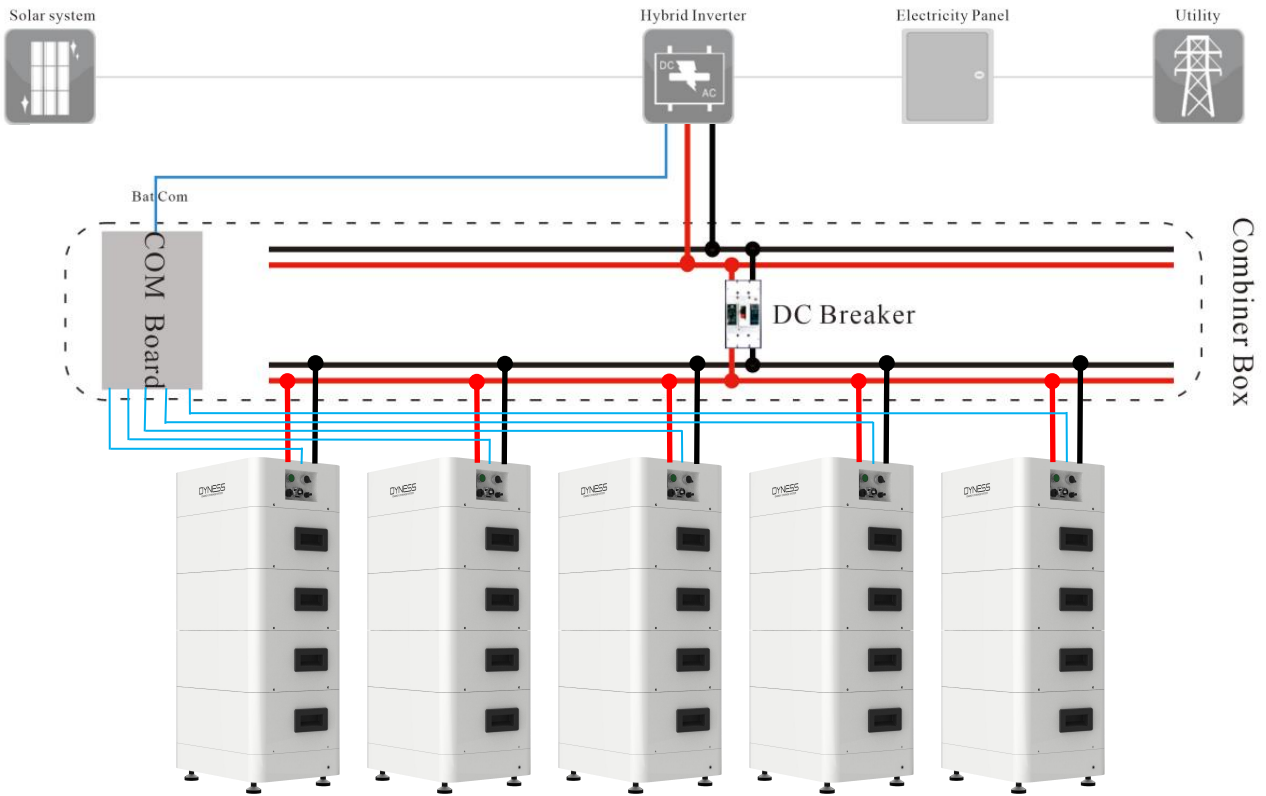 Solar system
Hybrid Inverter
Electricity Panel
Utility
DC
AC
Bat Com
COM Board
DC Breaker
Combiner Box
DYNESS
DYNESS
DYNESS
DYNESS
DYNESS